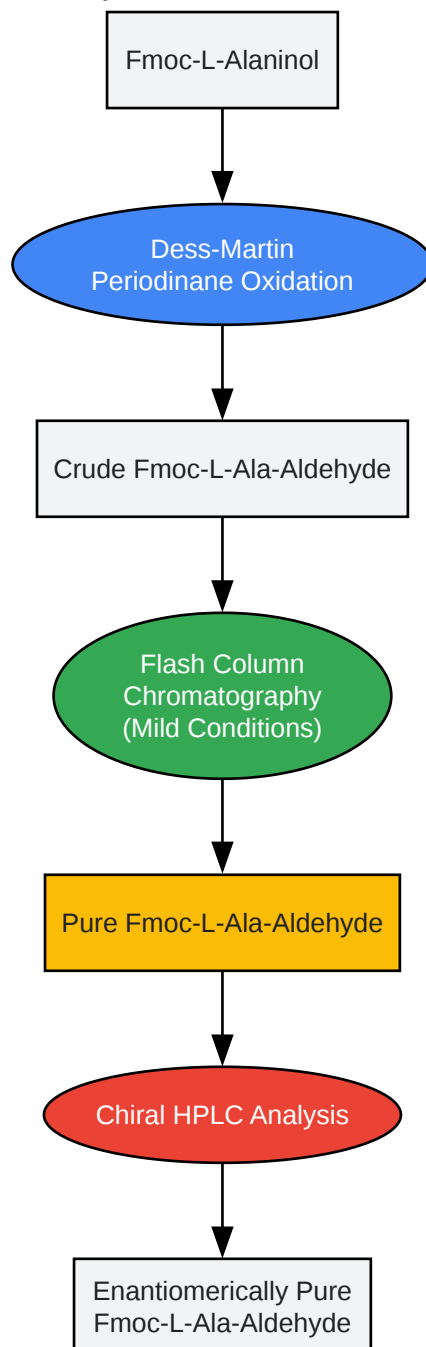 Fmoc-L-Alaninol
Dess-Martin
Periodinane Oxidation
Crude Fmoc-L-Ala-Aldehyde
Flash Column
Chromatography
(Mild Conditions)
Pure Fmoc-L-Ala-Aldehyde
Chiral HPLC Analysis
Enantiomerically Pure
Fmoc-L-Ala-Aldehyde